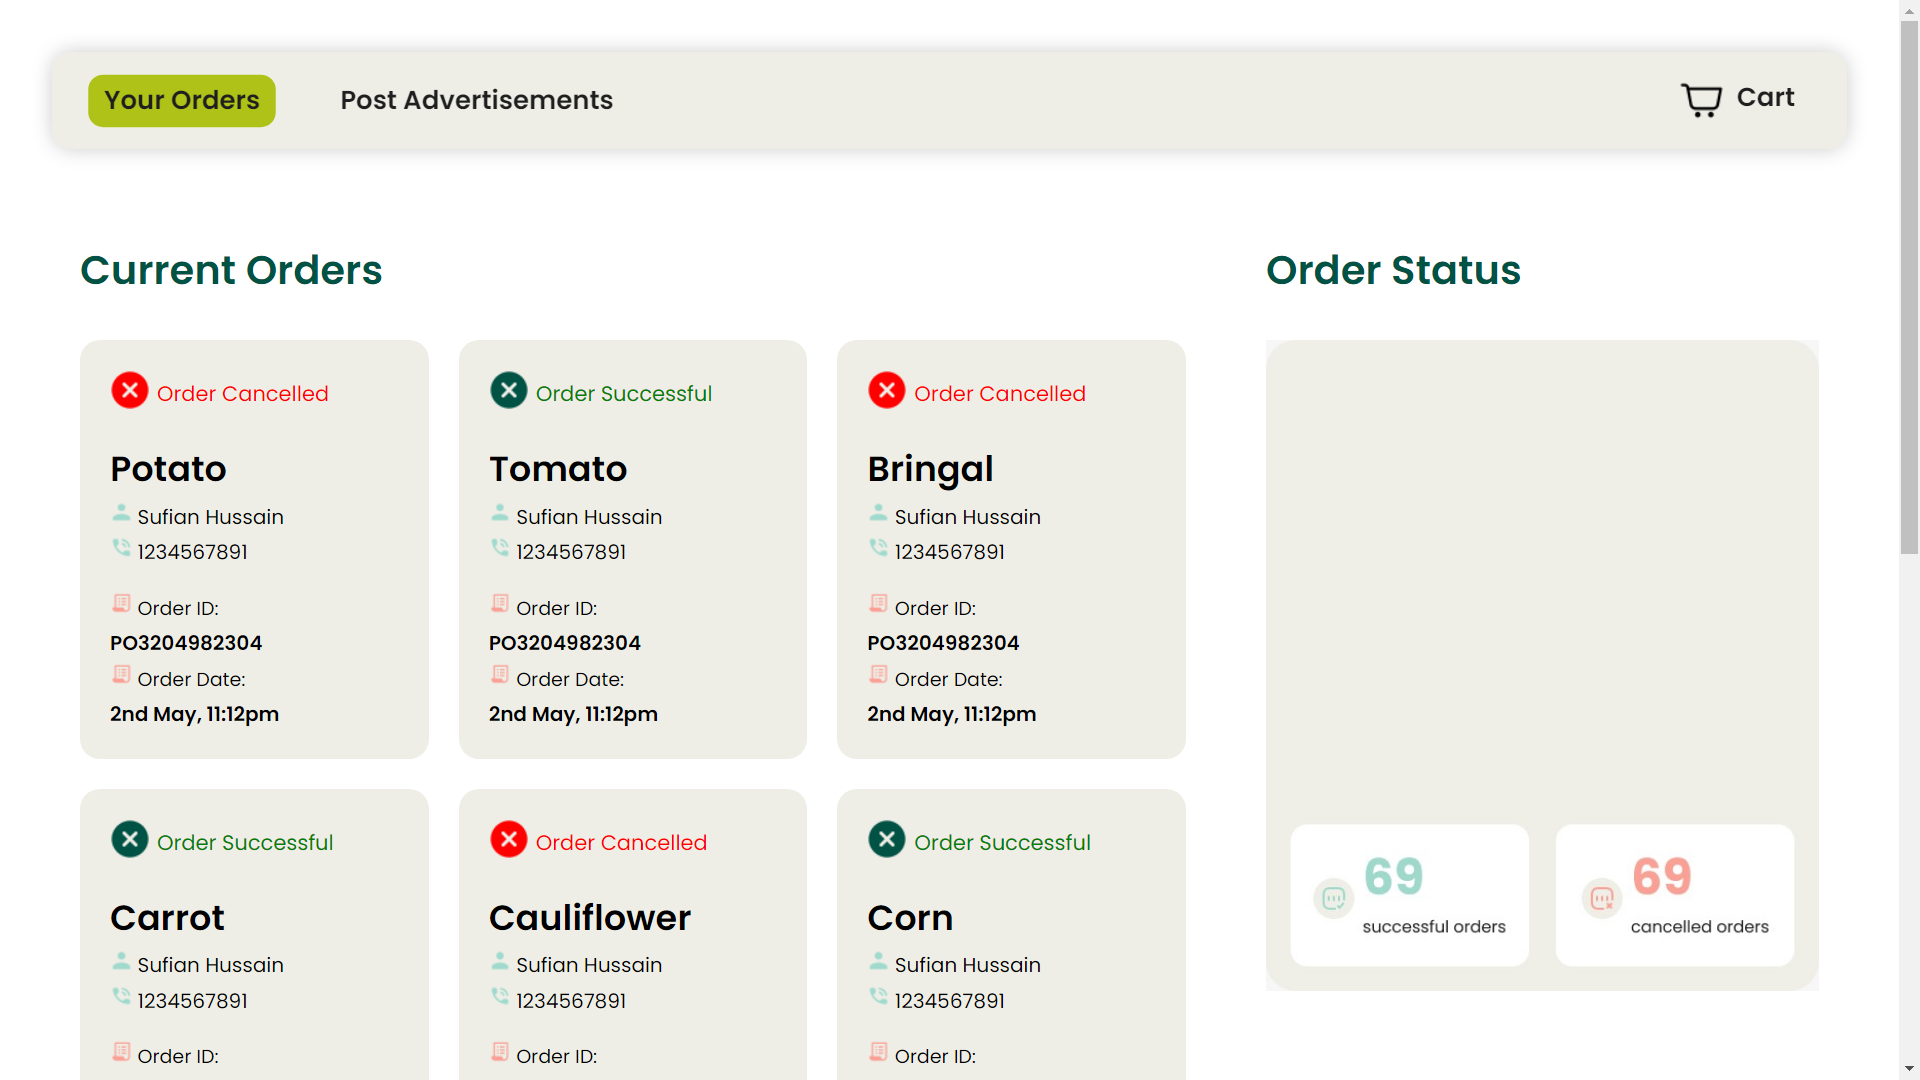 Your Orders
Post Advertisements
Cart
Current Orders
Order Cancelled
Potato
Sufian Hussain
1234567891
Order ID:
PO3204982304
Order Date:
2nd May, 11:12pm
Order Successful
Tomato
Sufian Hussain
1234567891
Order ID:
PO3204982304
Order Date:
2nd May, 11:12pm
Order Cancelled
Bringal
Sufian Hussain
1234567891
Order ID:
PO3204982304
Order Date:
2nd May, 11:12pm
Order Successful
Carrot
Sufian Hussain
1234567891
Order ID:
Order Cancelled
Cauliflower
Sufian Hussain
1234567891
Order ID:
Order Successful
Corn
Sufian Hussain
1234567891
Order ID:
Order Status
69
successful orders
69
cancelled orders